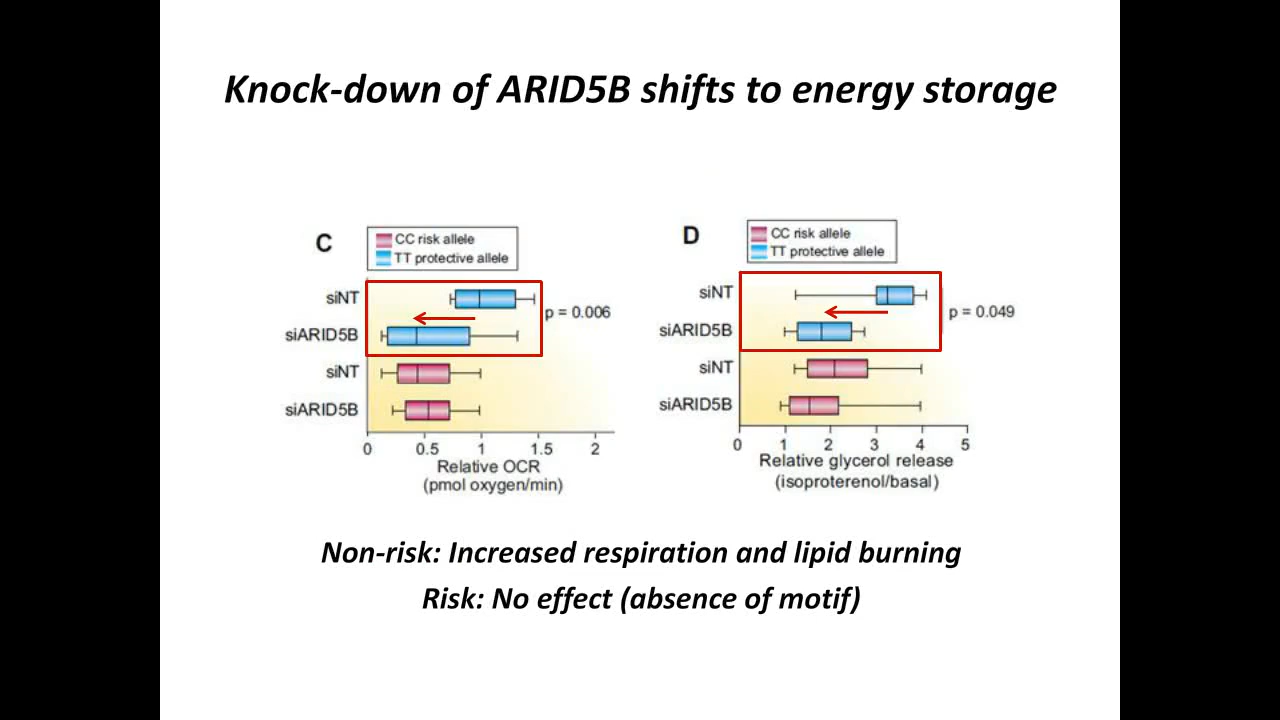 Knock-down of ARID5B shifts to energy storage
C
CC risk allele
TT protective allele
siNT
siARID5B
siNT
siARID5B
p = 0.006
0 0.5 1 1.5 2
Relative OCR
(pmol oxygen/min)
D
CC risk allele
TT protective allele
siNT
siARID5B
siNT
siARID5B
p = 0.049
0 1 2 3 4 5
Relative glycerol release
(isoproterenol/basal)
Non-risk: Increased respiration and lipid burning
Risk: No effect (absence of motif)